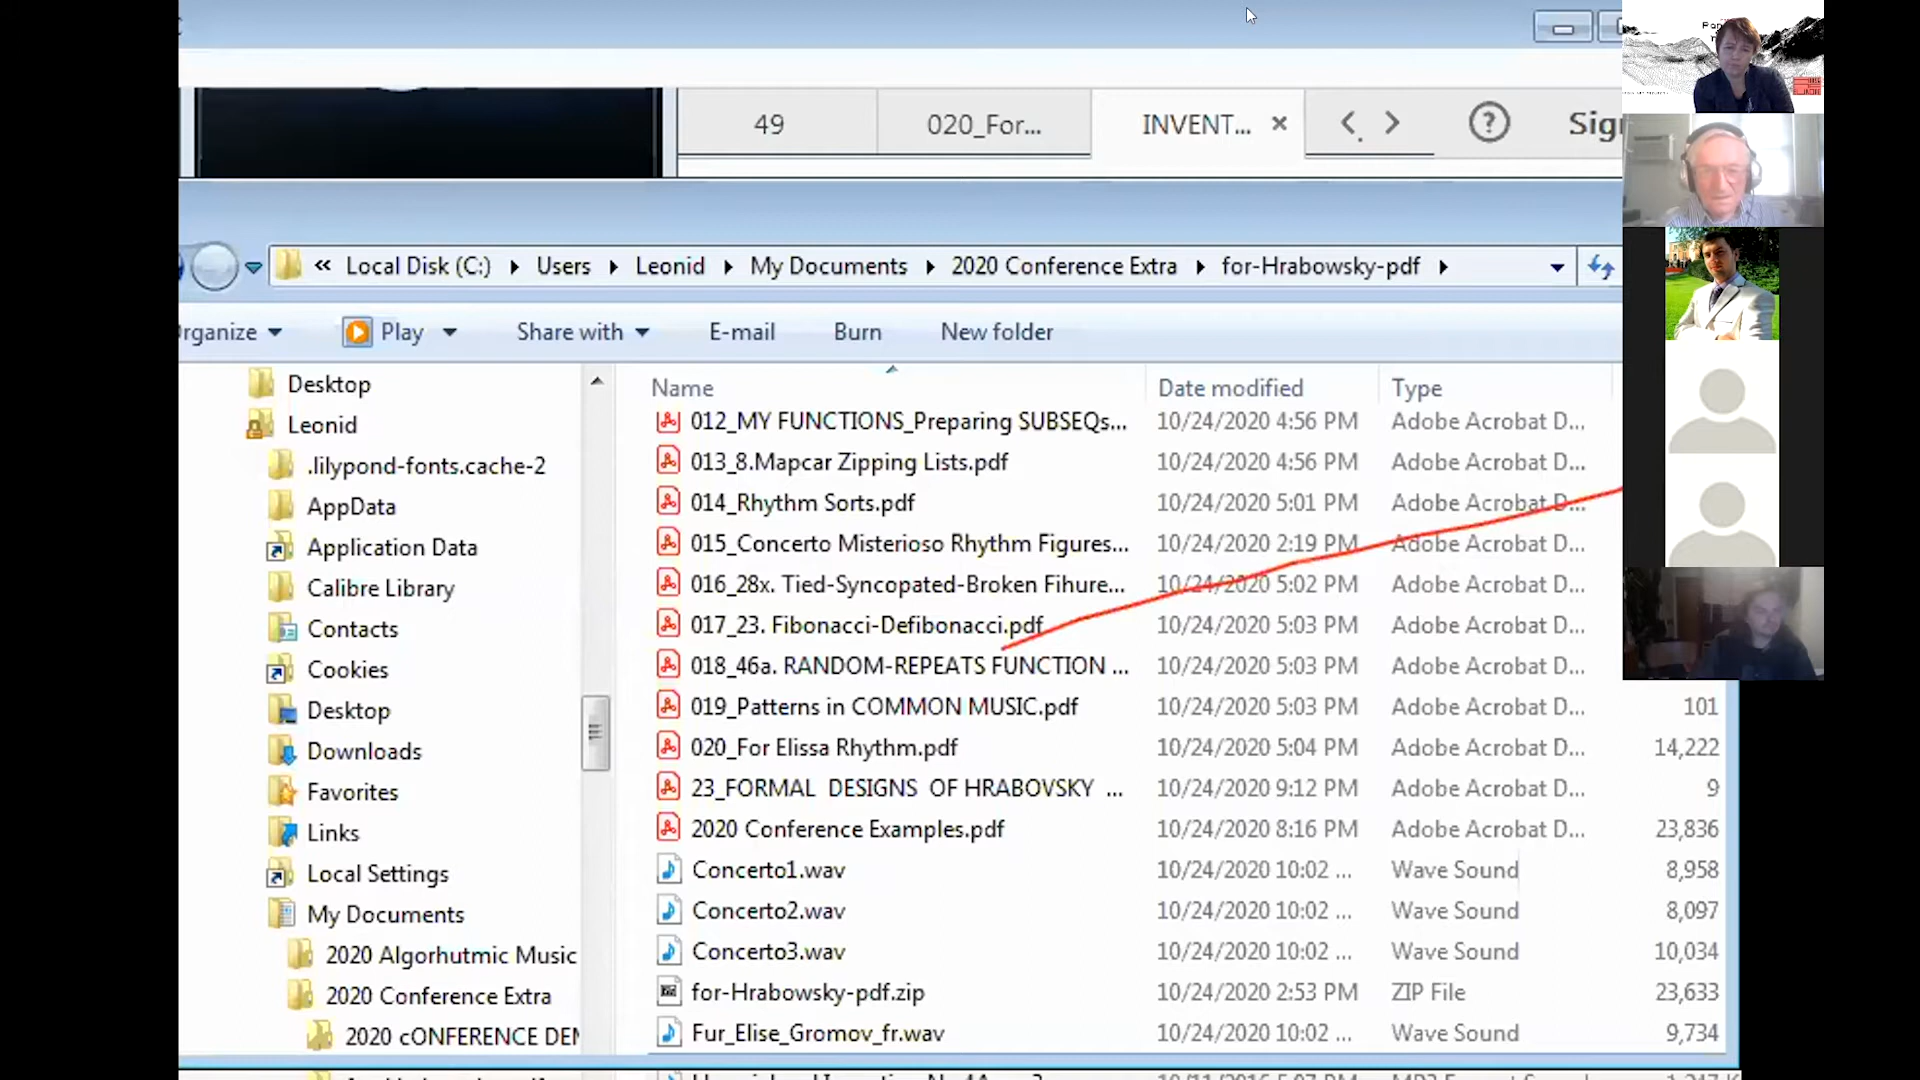 49 020_For... INVENT...
« Local Disk (C:) Users Leonid My Documents 2020 Conference Extra for-Hrabowsky-pdf
rganize Play Share with E-mail Burn New folder
Desktop
Leonid
.lilypond-fonts.cache-2
AppData
Application Data
Calibre Library
Contacts
Cookies
Desktop
Downloads
Favorites
Links
Local Settings
My Documents
2020 Algorhutmic Music
2020 Conference Extra
2020 cONFERENCE DEM
Name Date modified Type
012_MY FUNCTIONS_Preparing SUBSEQs... 10/24/2020 4:56 PM Adobe Acrobat D...
013_8.Mapcar Zipping Lists.pdf 10/24/2020 4:56 PM Adobe Acrobat D...
014_Rhythm Sorts.pdf 10/24/2020 5:01 PM Adobe Acrobat D...
015_Concerto Misterioso Rhythm Figures... 10/24/2020 2:19 PM Adobe Acrobat D...
016_28x. Tied-Syncopated-Broken Fihure... 10/24/2020 5:02 PM Adobe Acrobat D...
017_23. Fibonacci-Defibonacci.pdf 10/24/2020 5:03 PM Adobe Acrobat D...
018_46a. RANDOM-REPEATS FUNCTION ... 10/24/2020 5:03 PM Adobe Acrobat D...
019_Patterns in COMMON MUSIC.pdf 10/24/2020 5:03 PM Adobe Acrobat D... 101
020_For Elissa Rhythm.pdf 10/24/2020 5:04 PM Adobe Acrobat D... 14,222
23_FORMAL DESIGNS OF HRABOVSKY ... 10/24/2020 9:12 PM Adobe Acrobat D... 9
2020 Conference Examples.pdf 10/24/2020 8:16 PM Adobe Acrobat D... 23,836
Concerto1.wav 10/24/2020 10:02 ... Wave Sound 8,958
Concerto2.wav 10/24/2020 10:02 ... Wave Sound 8,097
Concerto3.wav 10/24/2020 10:02 ... Wave Sound 10,034
for-Hrabowsky-pdf.zip 10/24/2020 2:53 PM ZIP File 23,633
Fur_Elise_Gromov_fr.wav 10/24/2020 10:02 ... Wave Sound 9,734